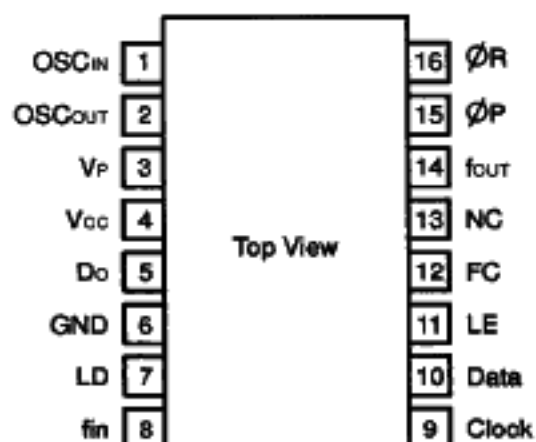 OSCIN 1 16 ØR
OSCOUT 2 15 ØP
VP 3 14 fOUT
VCC 4 13 NC
Top View
DO 5 12 FC
GND 6 11 LE
LD 7 10 Data
fin 8 9 Clock